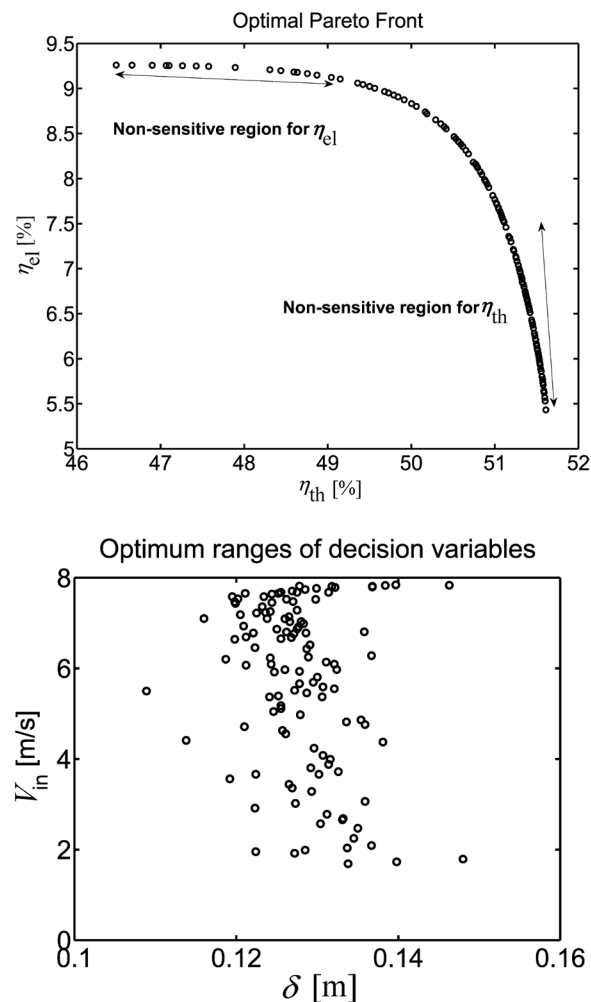 Optimal Pareto Front
9.5
9
8.5
8
7.5
7
6.5
6
5.5
5
η_el [%]
Non-sensitive region for η_el
Non-sensitive region for η_th
46 47 48 49 50 51 52
η_th [%]
Optimum ranges of decision variables
8
6
4
2
0
V_in [m/s]
0.1 0.12 0.14 0.16
δ [m]